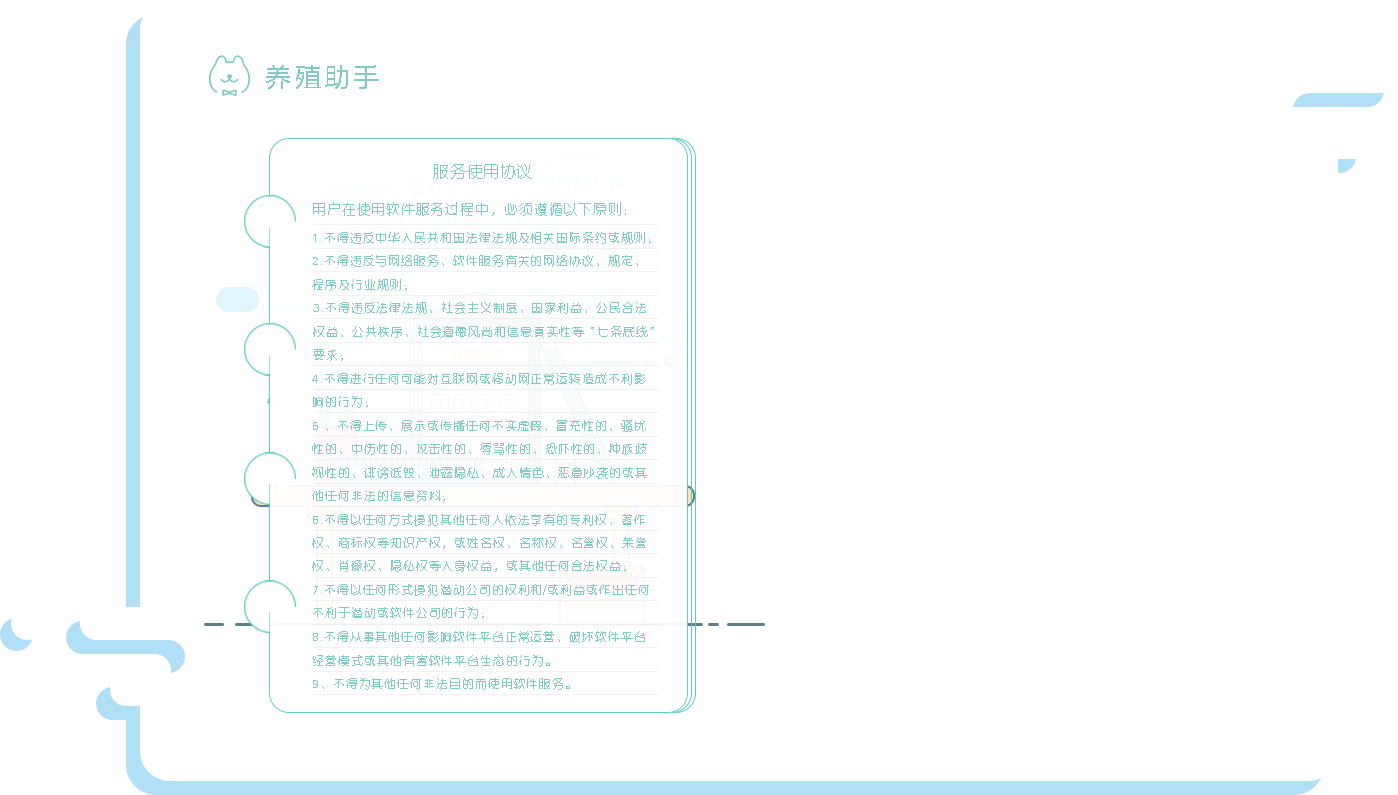 养殖助手
服务使用协议
用户在使用软件服务过程中，必须遵循以下原则：
1.不得违反中华人民共和国法律法规及相关国际条约或规则；
2.不得违反与网络服务、软件服务有关的网络协议、规定、
程序及行业规则；
3.不得违反法律法规、社会主义制度、国家利益、公民合法
权益、公共秩序、社会道德风尚和信息真实性等“七条底线”
要求；
4.不得进行任何可能对互联网或移动网正常运转造成不利影
响的行为；
5 、不得上传、展示或传播任何不实虚假、冒充性的、骚扰
性的、中伤性的、攻击性的、辱骂性的、恐吓性的、种族歧
视性的、诽谤诋毁、泄露隐私、成人情色、恶意抄袭的或其
他任何非法的信息资料；
6.不得以任何方式侵犯其他任何人依法享有的专利权、著作
权、商标权等知识产权，或姓名权、名称权、名誉权、荣誉
权、肖像权、隐私权等人身权益，或其他任何合法权益；
7.不得以任何形式侵犯滋动公司的权利和/或利益或作出任何
不利于滋动或软件公司的行为；
8.不得从事其他任何影响软件平台正常运营、破坏软件平台
经营模式或其他有害软件平台生态的行为。
9、不得为其他任何非法目的而使用软件服务。